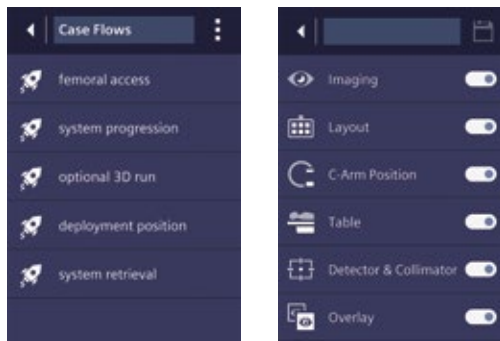 Case Flows
femoral access
system progression
optional 3D run
deployment position
system retrieval
Imaging
Layout
C-Arm Position
Table
Detector & Collimator
Overlay